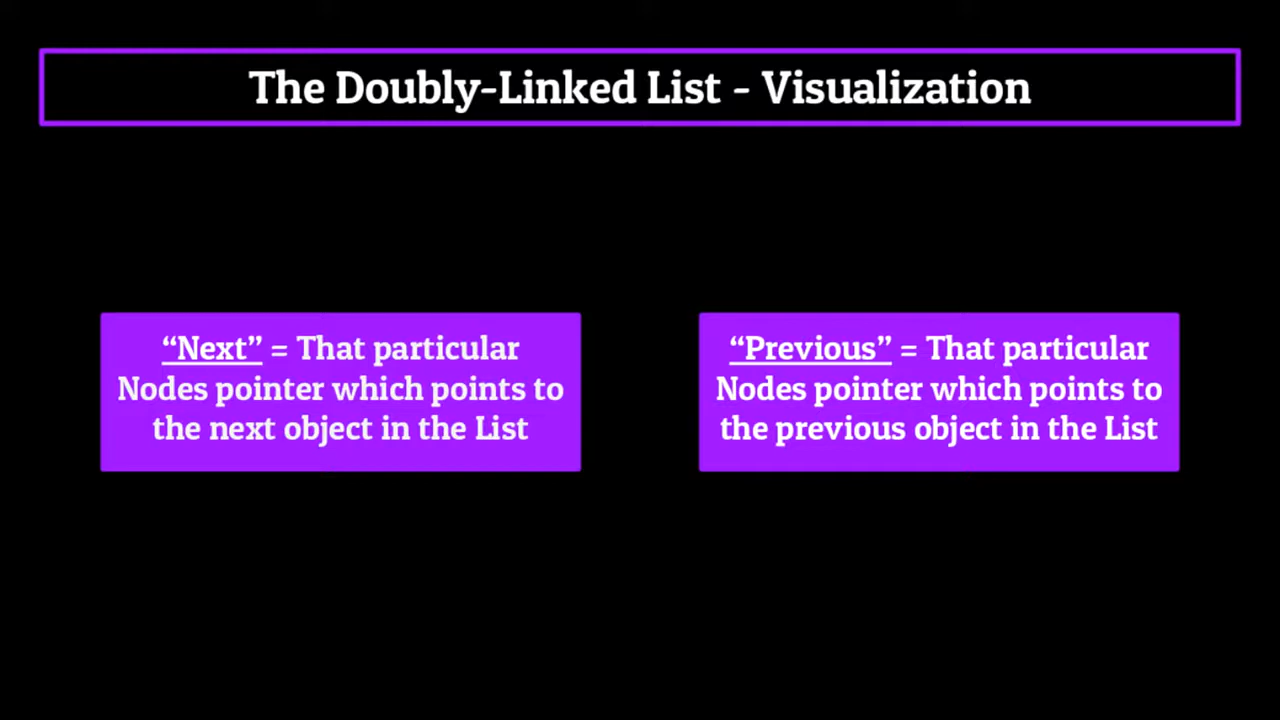 The Doubly-Linked List - Visualization
“Next” = That particular
Nodes pointer which points to
the next object in the List
“Previous” = That particular
Nodes pointer which points to
the previous object in the List